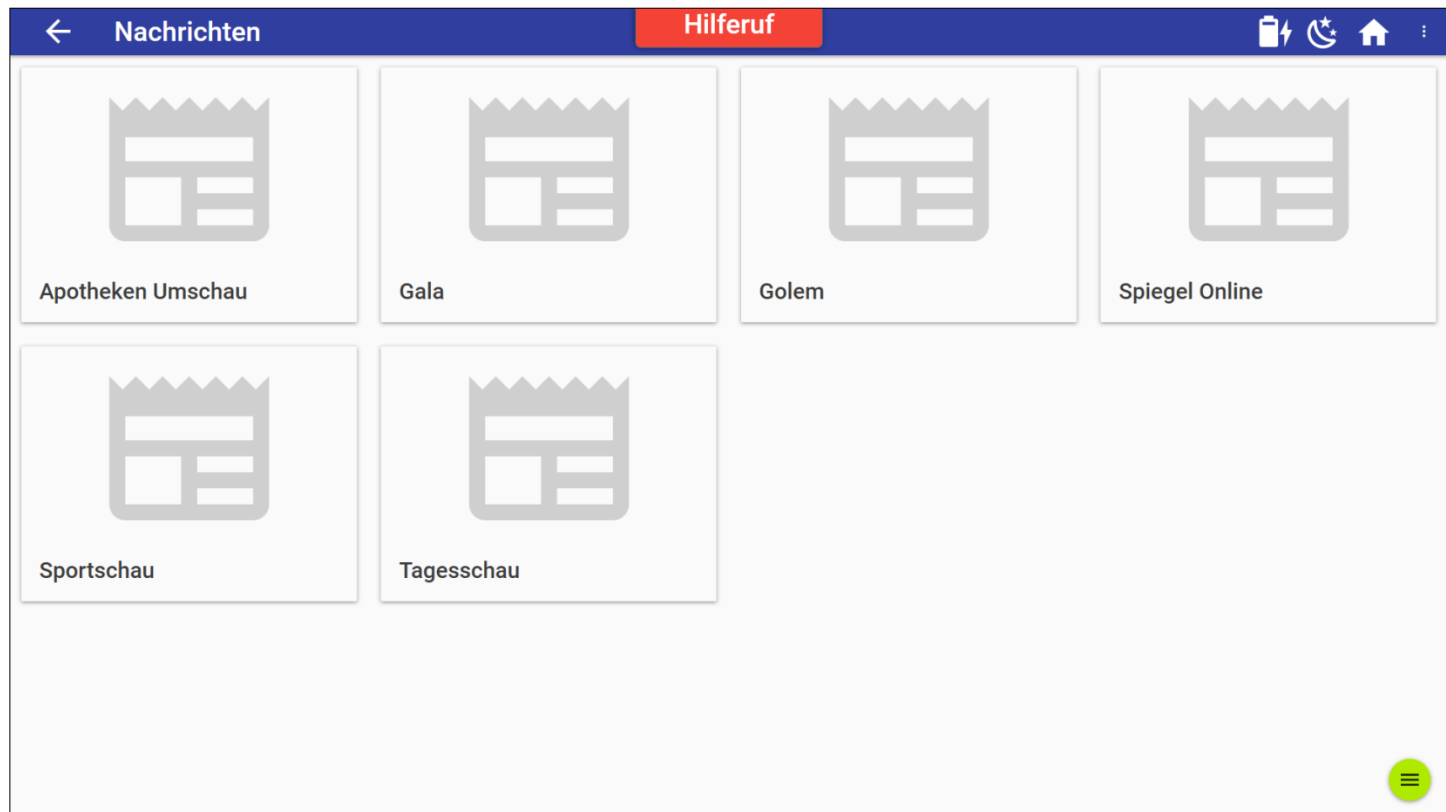 Nachrichten
Hilferuf
Apotheken Umschau
Gala
Golem
Spiegel Online
Sportschau
Tagesschau